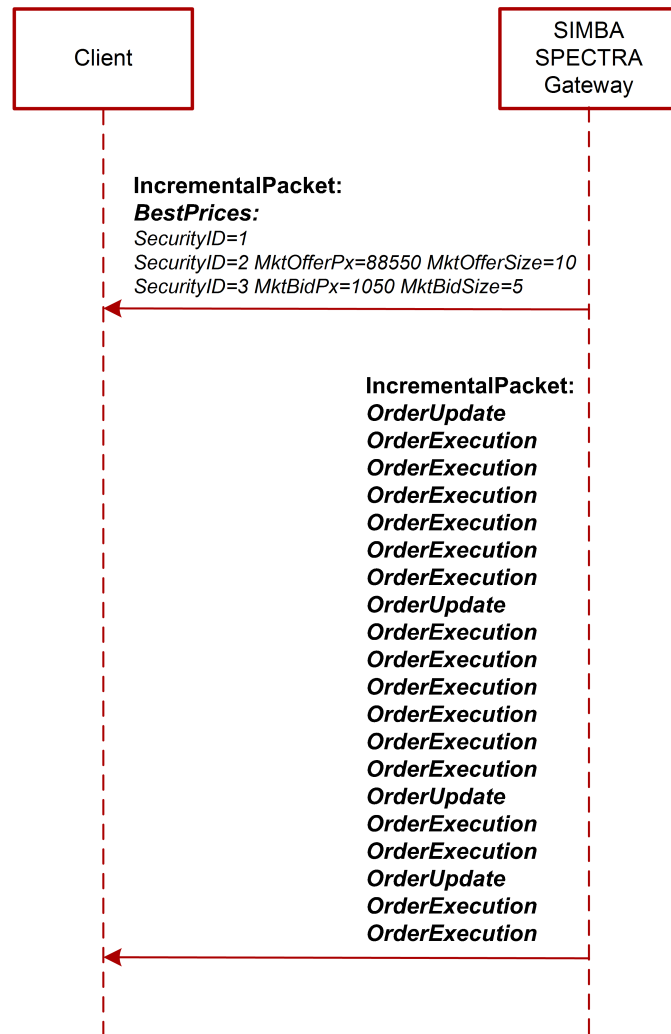 Client
SIMBA
SPECTRA
Gateway
IncrementalPacket:
BestPrices:
SecurityID=1
SecurityID=2 MktOfferPx=88550 MktOfferSize=10
SecurityID=3 MktBidPx=1050 MktBidSize=5
IncrementalPacket:
OrderUpdate
OrderExecution
OrderExecution
OrderExecution
OrderExecution
OrderExecution
OrderExecution
OrderUpdate
OrderExecution
OrderExecution
OrderExecution
OrderExecution
OrderExecution
OrderExecution
OrderUpdate
OrderExecution
OrderExecution
OrderUpdate
OrderExecution
OrderExecution